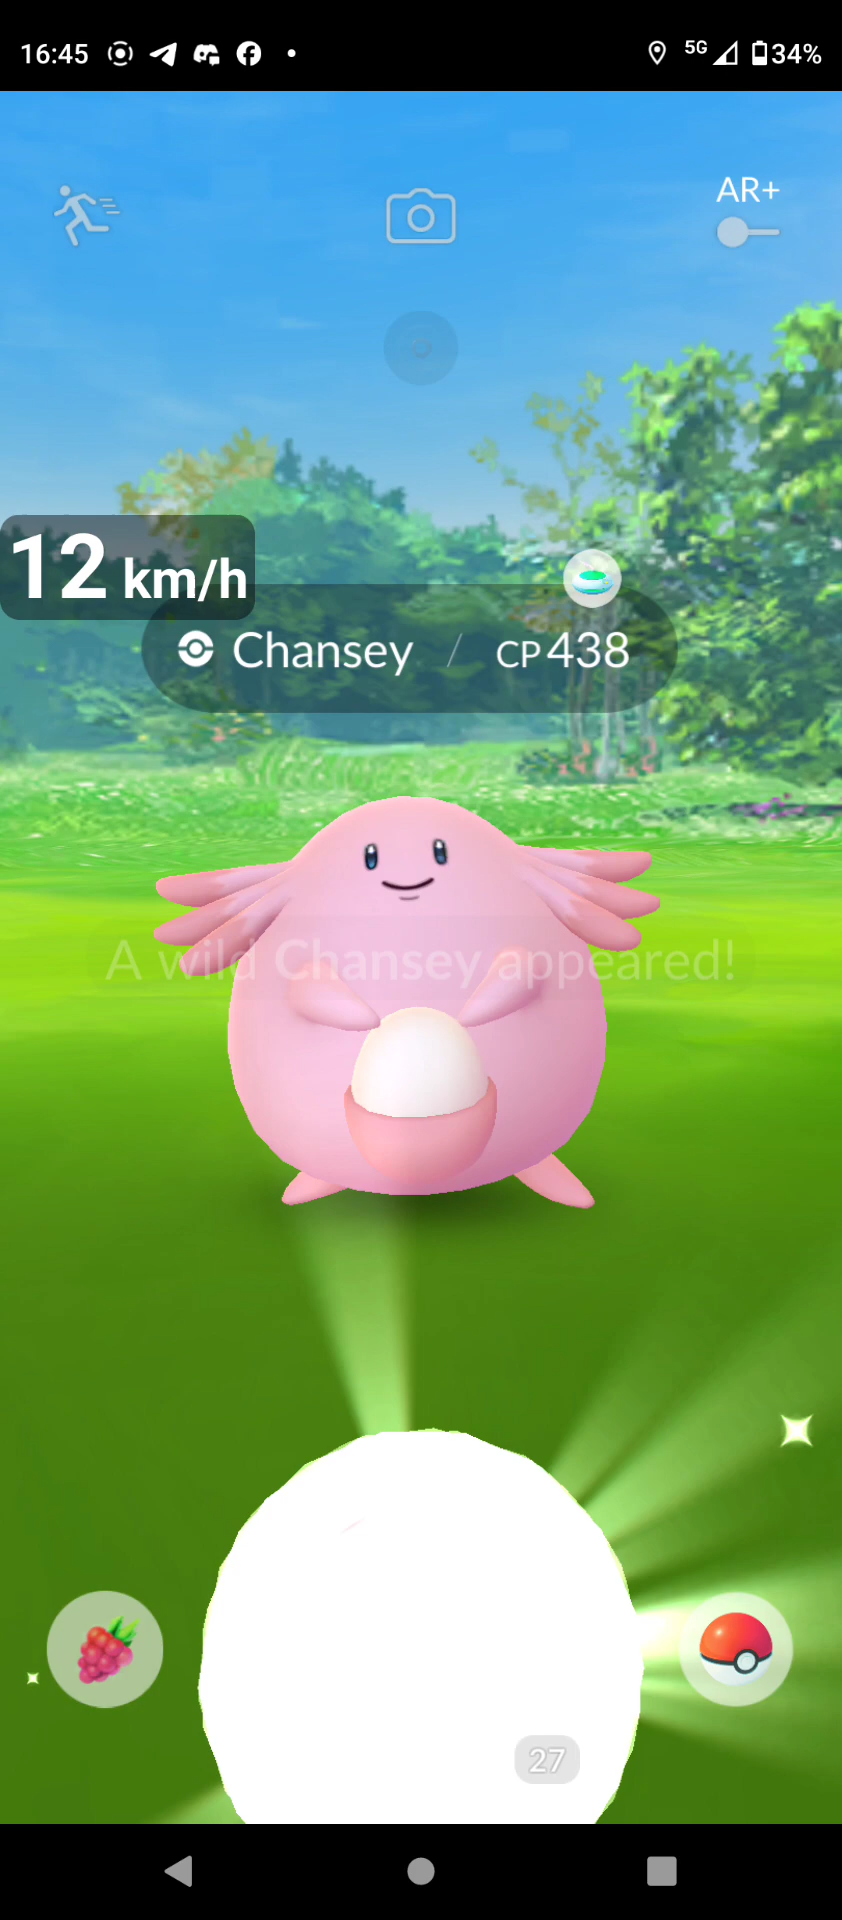 16:45 5G 34%
AR+
12 km/h
Chansey / CP438
A wild Chansey appeared!
27